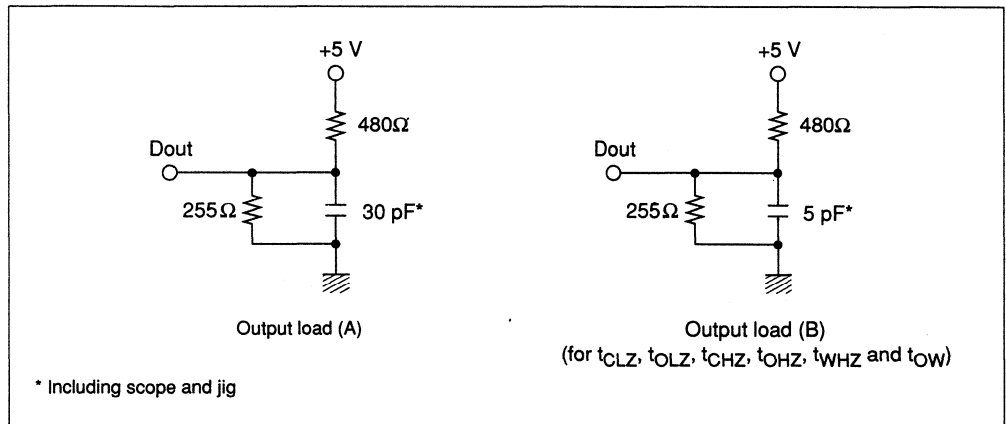 +5 V
480Ω
Dout
255Ω
30 pF*
Output load (A)
+5 V
480Ω
Dout
255Ω
5 pF*
Output load (B)
(for tCLZ, tOLZ, tCHZ, tOHZ, tWHZ and tOW)
* Including scope and jig